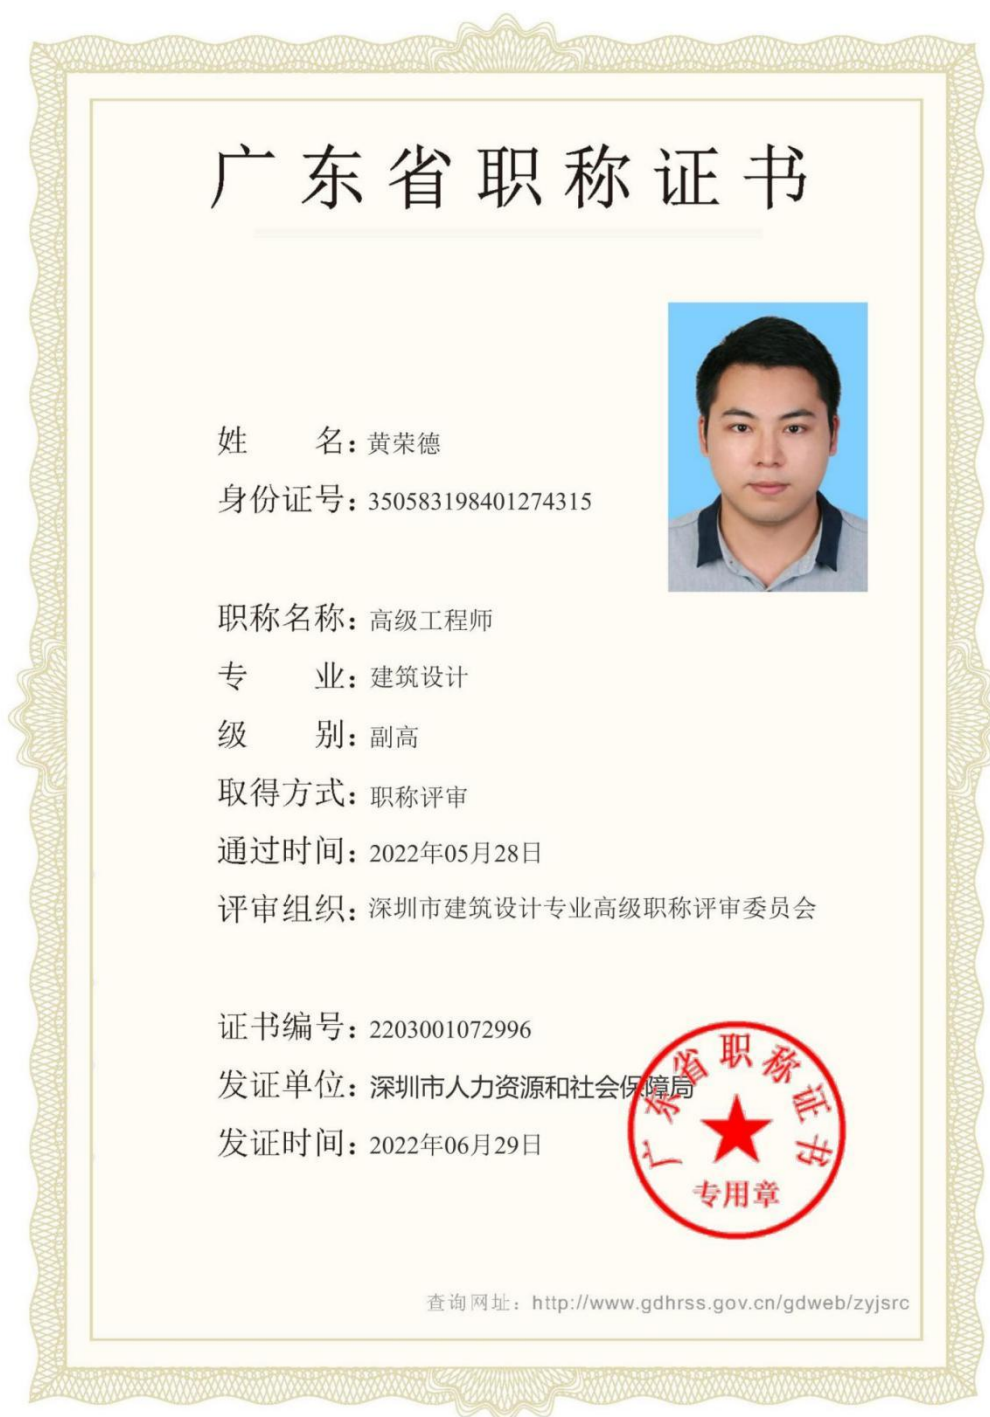 广东省职称证书
姓名：黄荣德
身份证号：350583198401274315
职称名称：高级工程师
专业：建筑设计
级别：副高
取得方式：职称评审
通过时间：2022年05月28日
评审组织：深圳市建筑设计专业高级职称评审委员会
证书编号：2203001072996
发证单位：深圳市人力资源和社会保障局
发证时间：2022年06月29日
广东省职称证书
专用章
查询网址：http://www.gdhrss.gov.cn/gdweb/zyjsrc